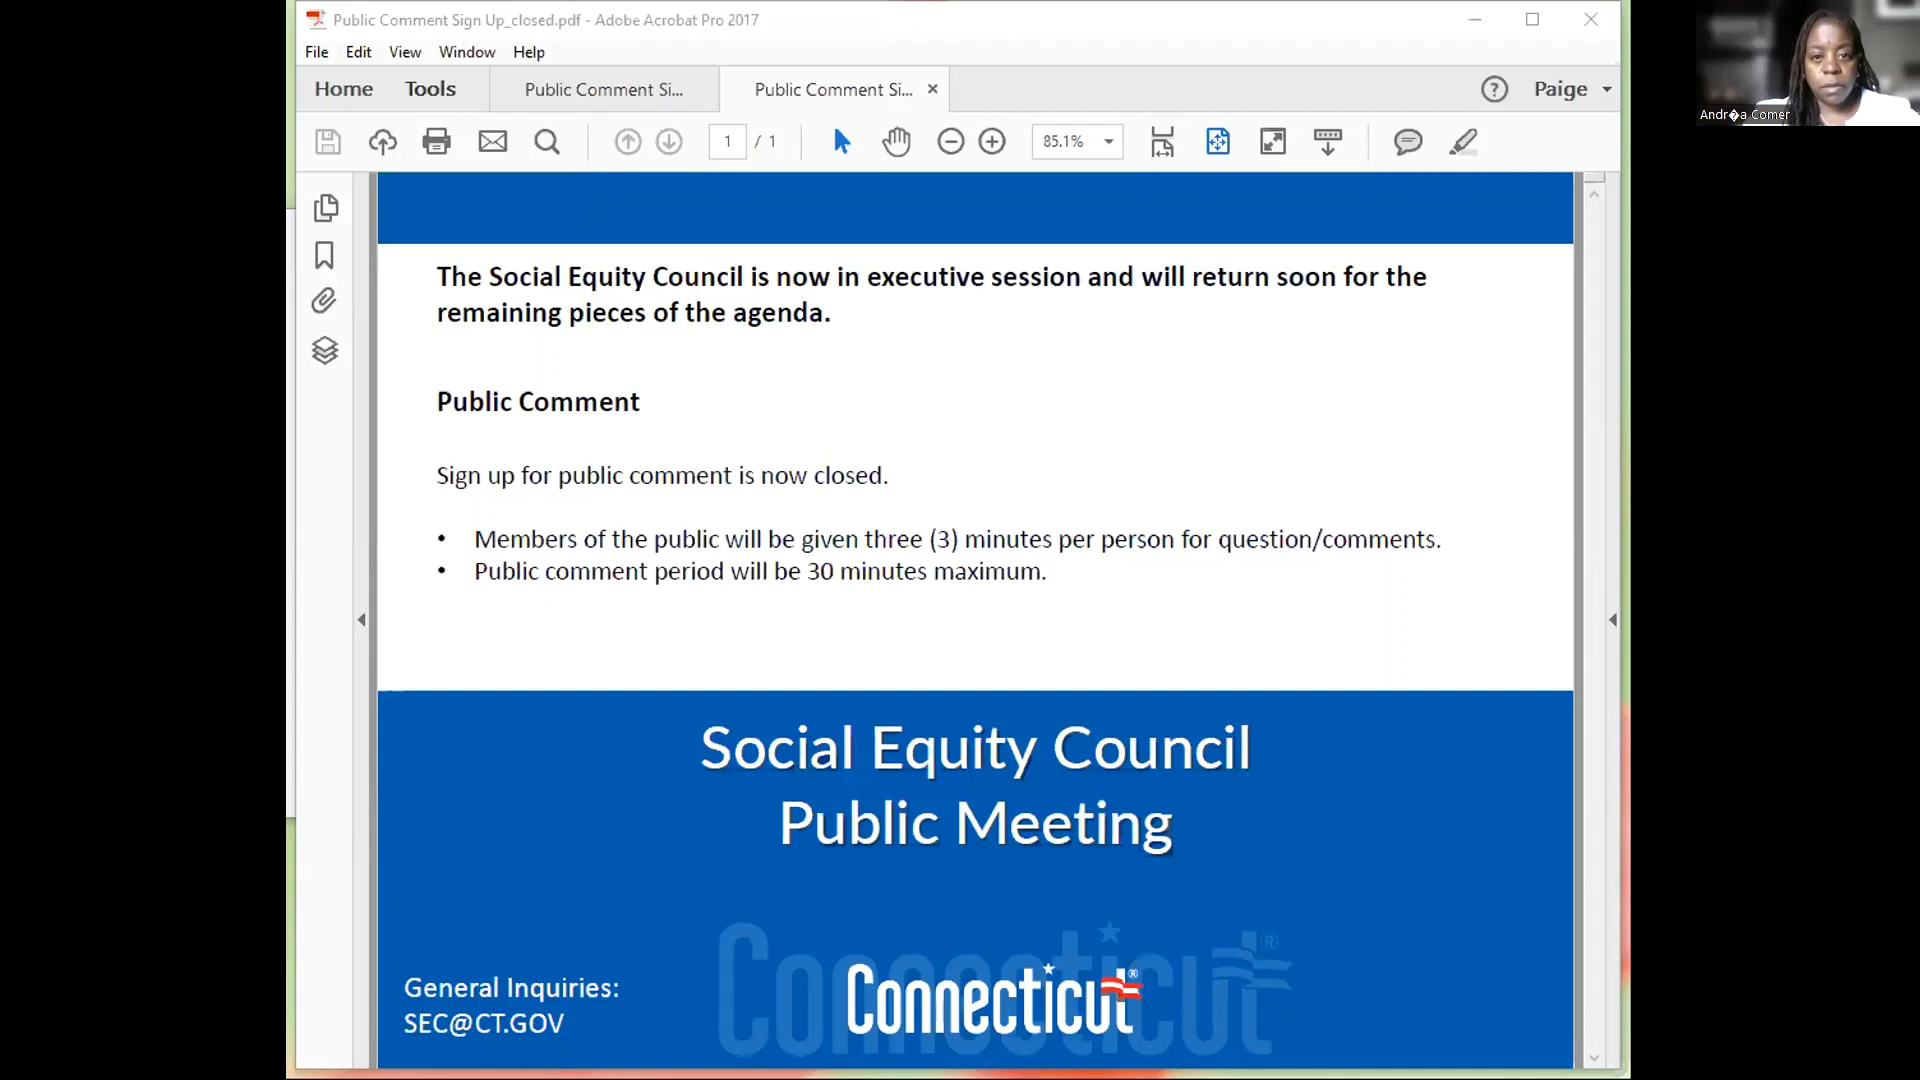 Public Comment Sign Up_closed.pdf - Adobe Acrobat Pro 2017
File Edit View Window Help
Home Tools Public Comment Si... Public Comment Si... Paige
1 / 1 85.1%
The Social Equity Council is now in executive session and will return soon for the
remaining pieces of the agenda.
Public Comment
Sign up for public comment is now closed.
• Members of the public will be given three (3) minutes per person for question/comments.
• Public comment period will be 30 minutes maximum.
Social Equity Council
Public Meeting
General Inquiries:
SEC@CT.GOV
Connecticut®
Connecticut®
Andr�a Comer